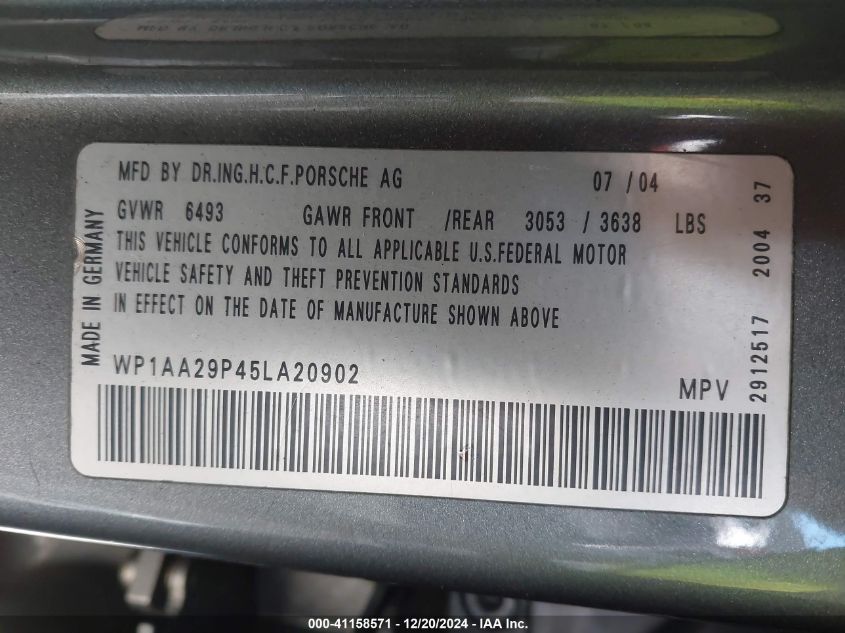 MFD BY DR.ING.H.C.F.PORSCHE AG 07 / 04
GVWR 6493 GAWR FRONT /REAR 3053 / 3638 LBS
THIS VEHICLE CONFORMS TO ALL APPLICABLE U.S.FEDERAL MOTOR
VEHICLE SAFETY AND THEFT PREVENTION STANDARDS
IN EFFECT ON THE DATE OF MANUFACTURE SHOWN ABOVE
WP1AA29P45LA20902
MPV
MADE IN GERMANY
2912517 2004 37
000-41158571 / 12/20/2024 - IAA Inc.